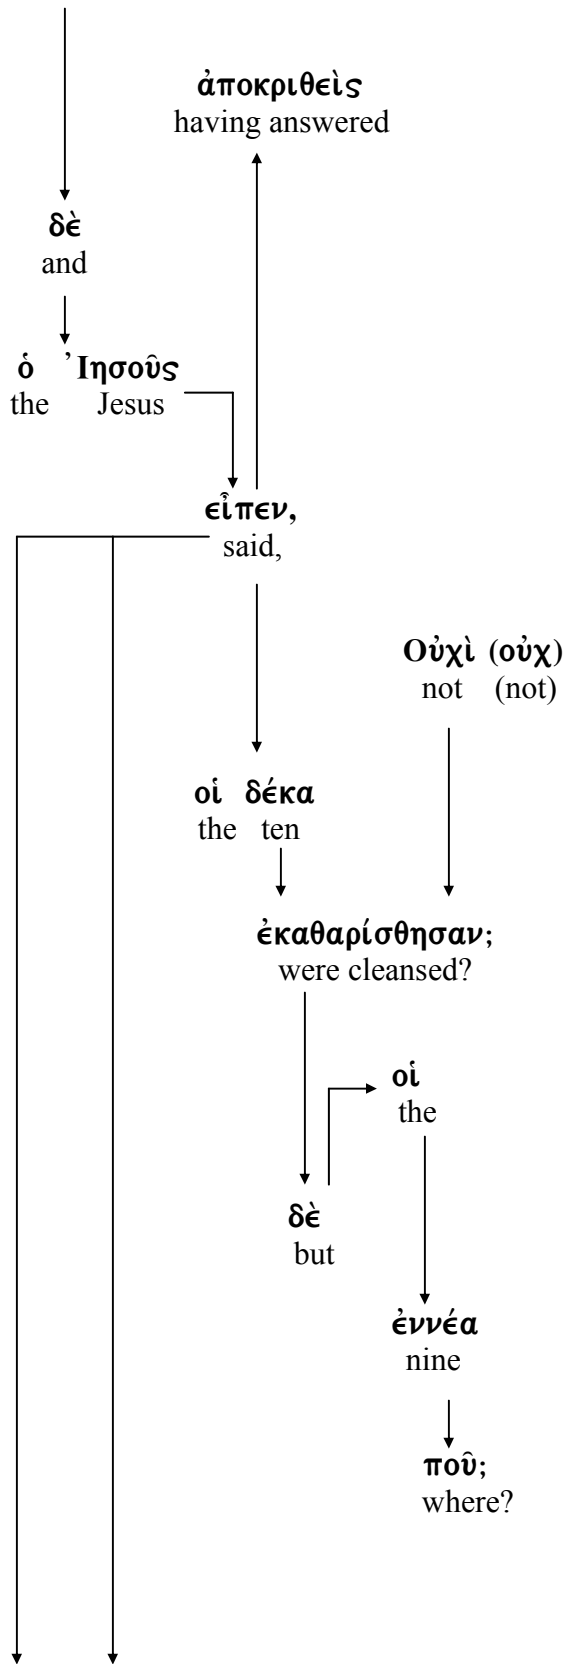 ἀποκριθεὶς
having answered
δὲ
and
ὁ Ἰησοῦς
the Jesus
εἶπεν,
said,
Οὐχὶ (οὐχ)
not (not)
οἱ δέκα
the ten
ἐκαθαρίσθησαν;
were cleansed?
οἱ
the
δὲ
but
ἐννέα
nine
ποῦ;
where?